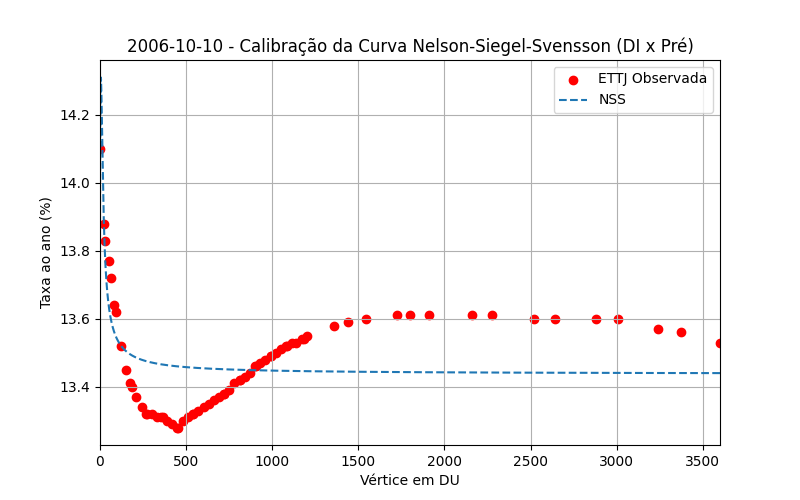 2006-10-10 - Calibração da Curva Nelson-Siegel-Svensson (DI x Pré)
ETTJ Observada
NSS
Taxa ao ano (%)
14.2
14.0
13.8
13.6
13.4
0 500 1000 1500 2000 2500 3000 3500
Vértice em DU